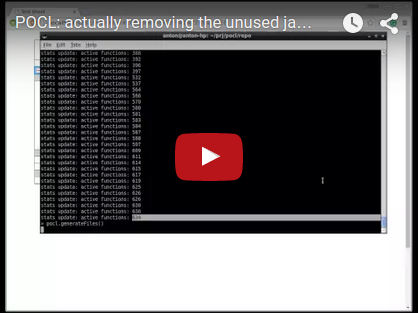 POCL: actually removing the unused ja...
anton@anton-hp: ~/prj/pocl/repo
File Edit Tabs Help
stats update: active functions: 368
stats update: active functions: 392
stats update: active functions: 396
stats update: active functions: 397
stats update: active functions: 532
stats update: active functions: 537
stats update: active functions: 564
stats update: active functions: 566
stats update: active functions: 570
stats update: active functions: 580
stats update: active functions: 581
stats update: active functions: 583
stats update: active functions: 584
stats update: active functions: 587
stats update: active functions: 588
stats update: active functions: 597
stats update: active functions: 609
stats update: active functions: 611
stats update: active functions: 614
stats update: active functions: 615
stats update: active functions: 617
stats update: active functions: 619
stats update: active functions: 625
stats update: active functions: 626
stats update: active functions: 628
stats update: active functions: 630
stats update: active functions: 638
stats update: active functions:
> pocl.generateFiles()